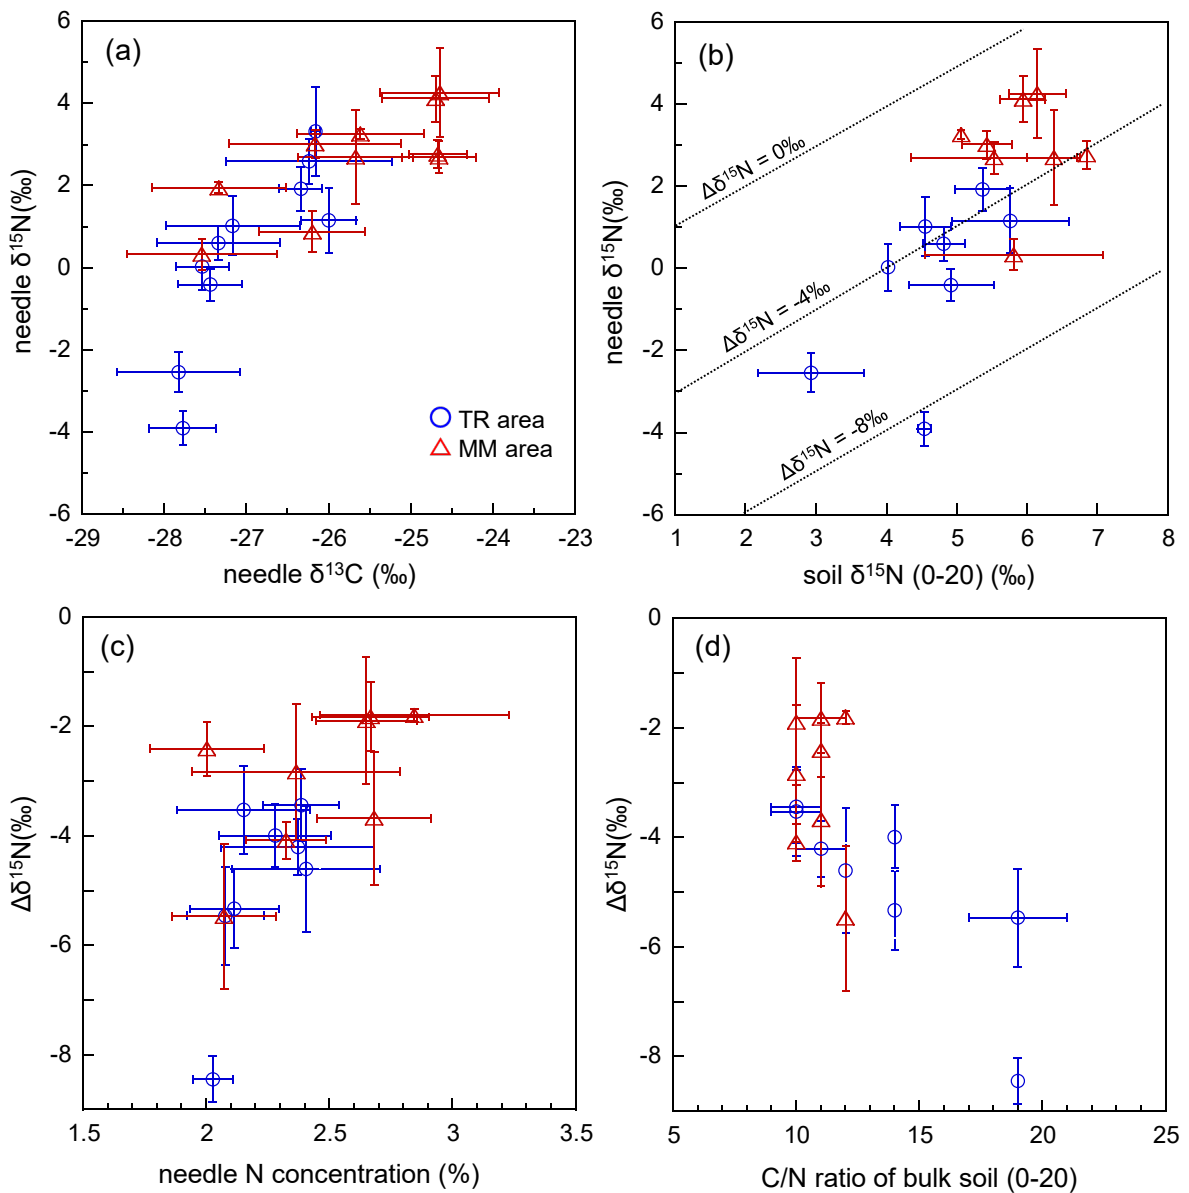 (a)
6
4
2
0
-2
-4
-6
needle δ¹⁵N(‰)
-29 -28 -27 -26 -25 -24 -23
needle δ¹³C (‰)
TR area
MM area
(b)
6
4
2
0
-2
-4
-6
needle δ¹⁵N(‰)
Δδ¹⁵N = 0‰
Δδ¹⁵N = -4‰
Δδ¹⁵N = -8‰
1 2 3 4 5 6 7 8
soil δ¹⁵N (0-20) (‰)
(c)
0
-2
-4
-6
-8
Δδ¹⁵N(‰)
1.5 2 2.5 3 3.5
needle N concentration (%)
(d)
0
-2
-4
-6
-8
Δδ¹⁵N(‰)
5 10 15 20 25
C/N ratio of bulk soil (0-20)